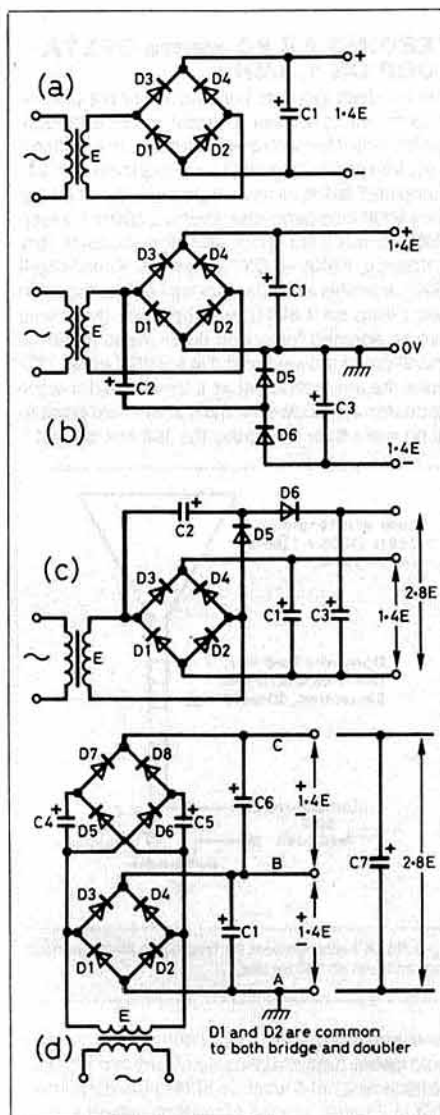 (a)
D3
D4
D1
D2
E
+
C1
1·4E
+
−
(b)
D3
D4
D1
D2
E
+
C1
+
1·4E
0V
C2
+
D5
D6
+
C3
1·4E
−
(c)
C2
+
D6
D5
D3
D4
D1
D2
E
+
C1
+
C3
1·4E
2·8E
(d)
D7
D8
C4
+
D5
D6
+
C5
D3
D4
D1
D2
E
C
+
C6
+
1·4E
−
B
+
C1
+
1·4E
−
A
C7
+
2·8E
D1 and D2 are common
to both bridge and doubler